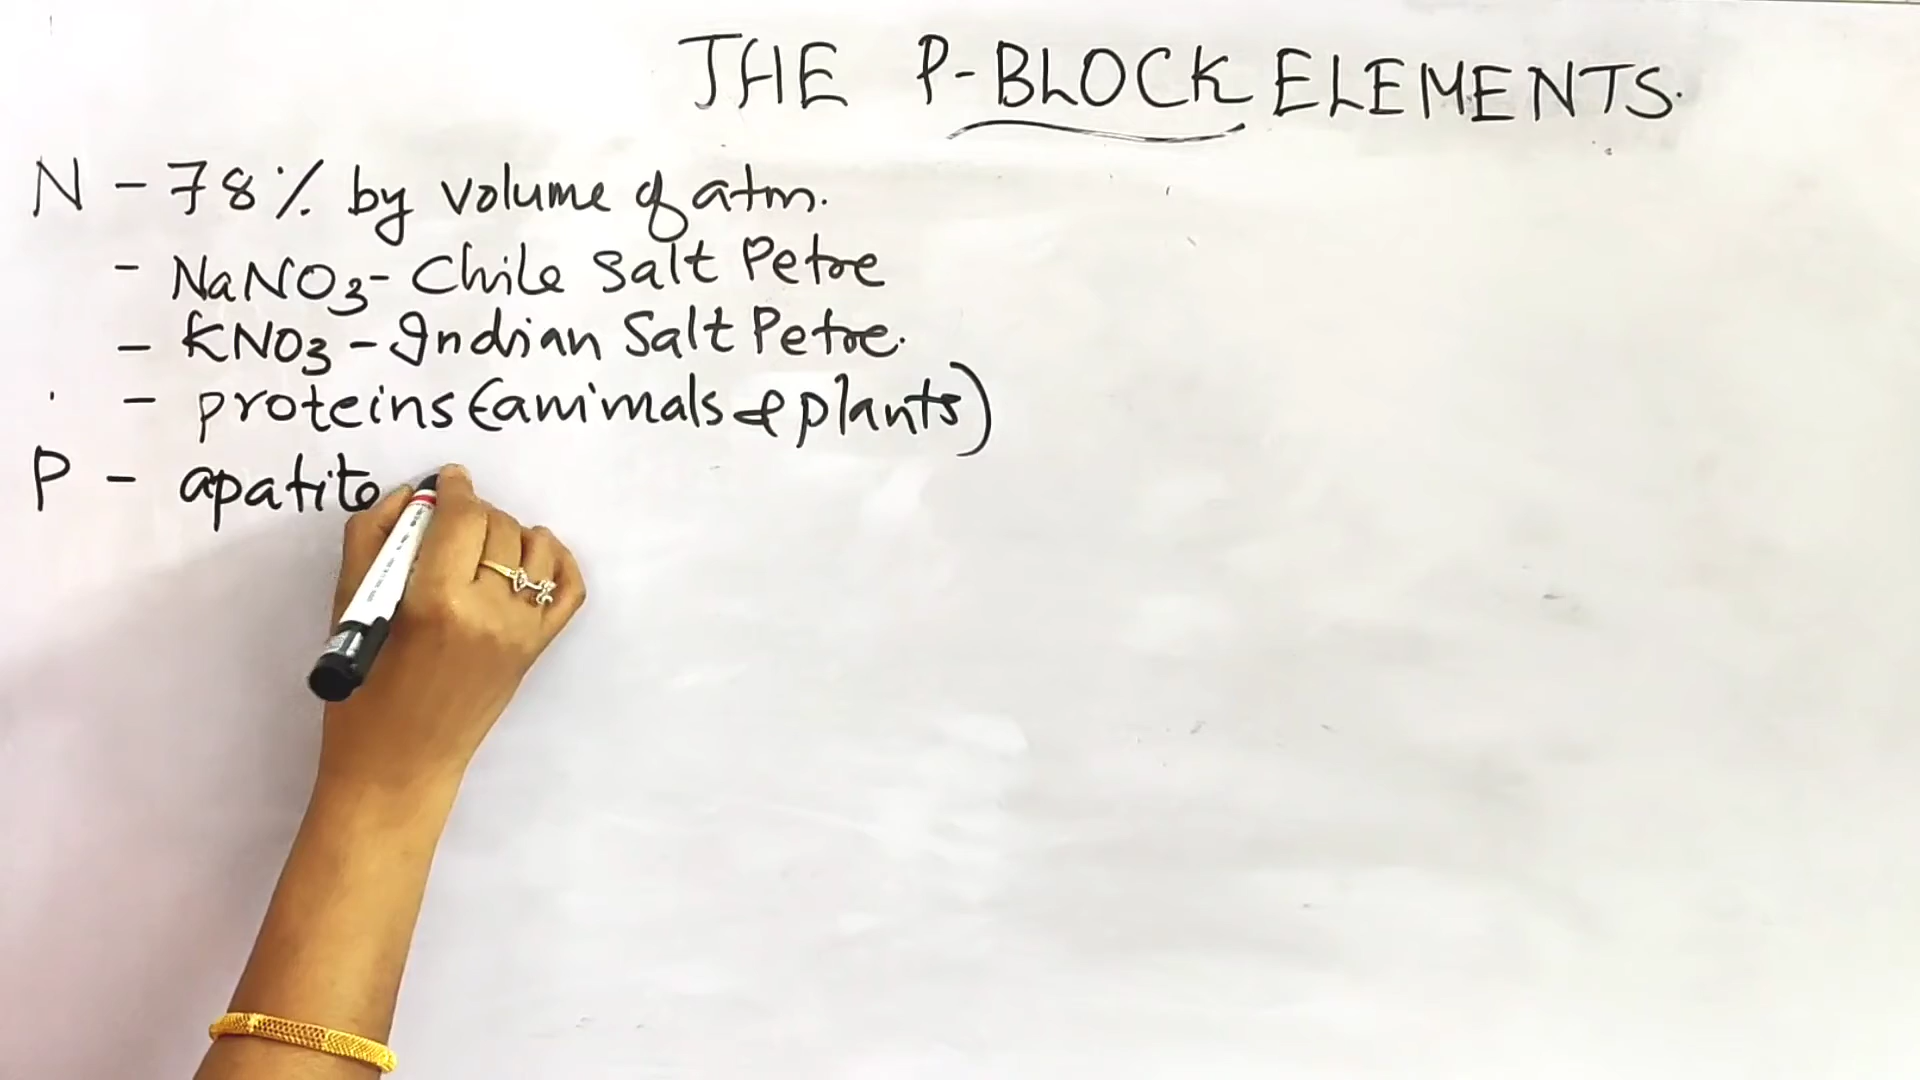 THE P-BLOCK ELEMENTS.
N - 78% by volume of atm.
- NaNO3 - Chile Salt Petre
- KNO3 - Indian Salt Petre.
- proteins (animals & plants)
P - apatite